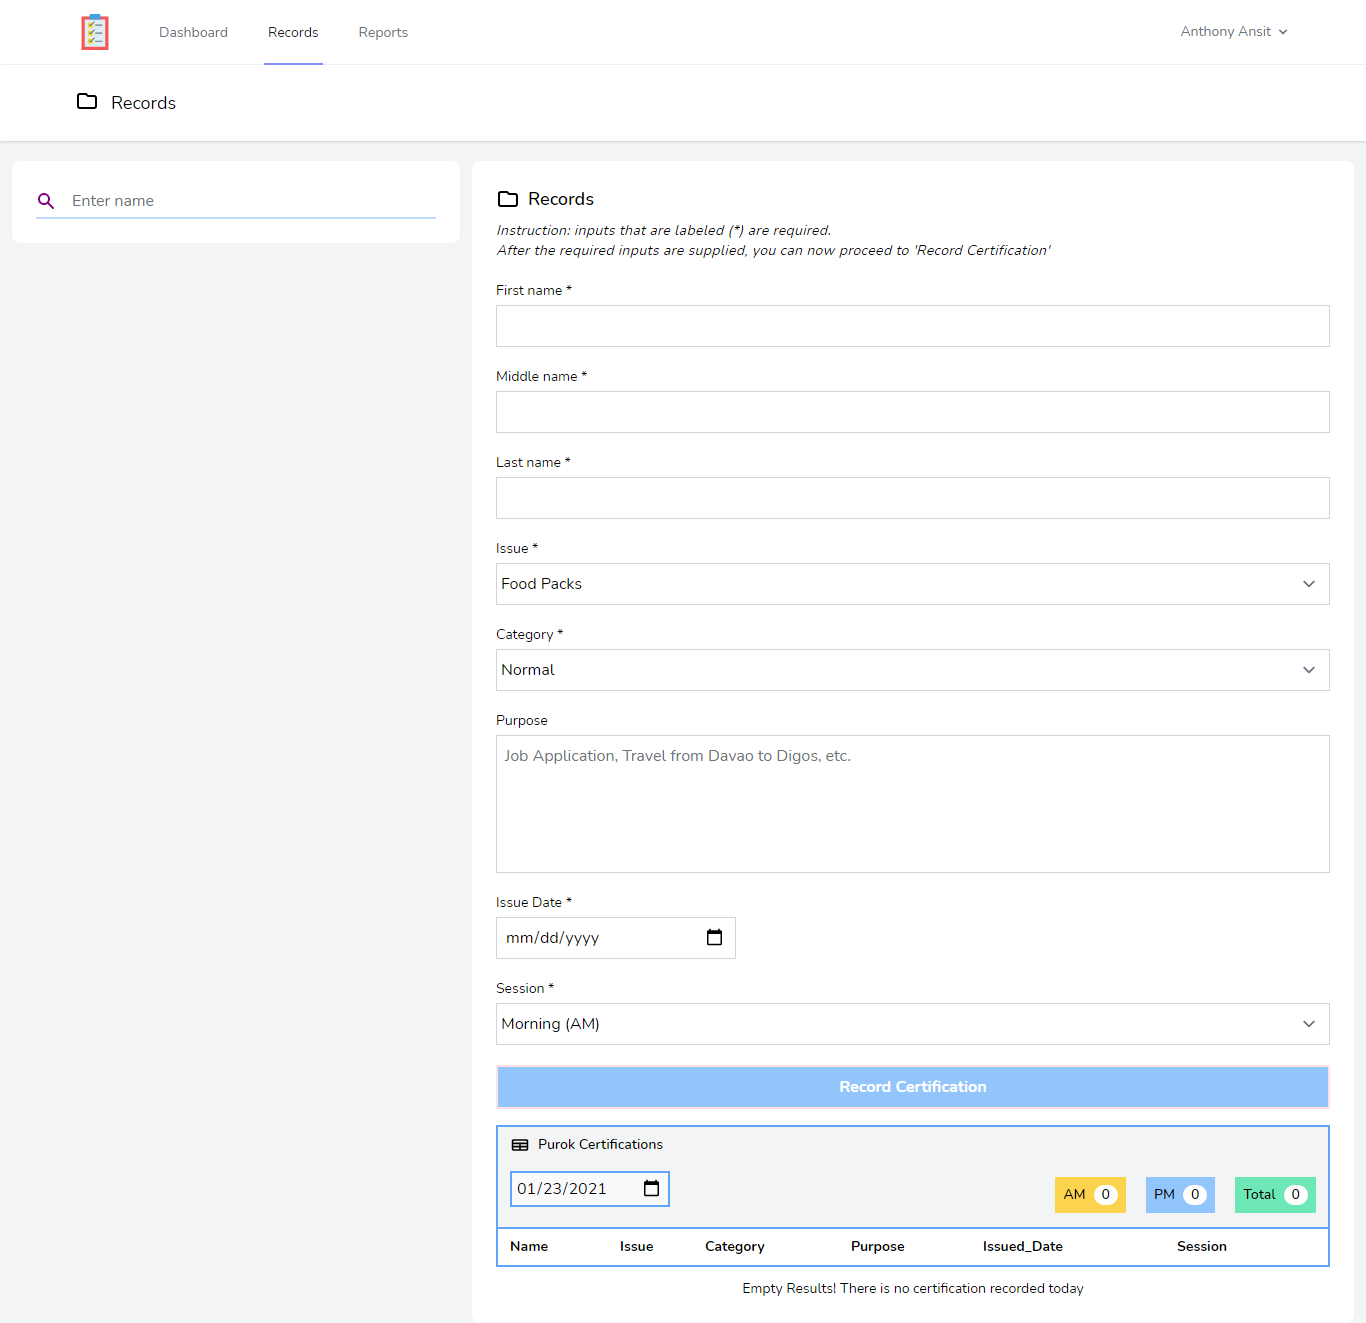 Dashboard Records Reports Anthony Ansit
Records
Enter name
Records
Instruction: inputs that are labeled (*) are required.
After the required inputs are supplied, you can now proceed to 'Record Certification'
First name *
Middle name *
Last name *
Issue *
Food Packs
Category *
Normal
Purpose
Job Application, Travel from Davao to Digos, etc.
Issue Date *
mm/dd/yyyy
Session *
Morning (AM)
Record Certification
Purok Certifications
01/23/2021 AM 0 PM 0 Total 0
Name Issue Category Purpose Issued_Date Session
Empty Results! There is no certification recorded today